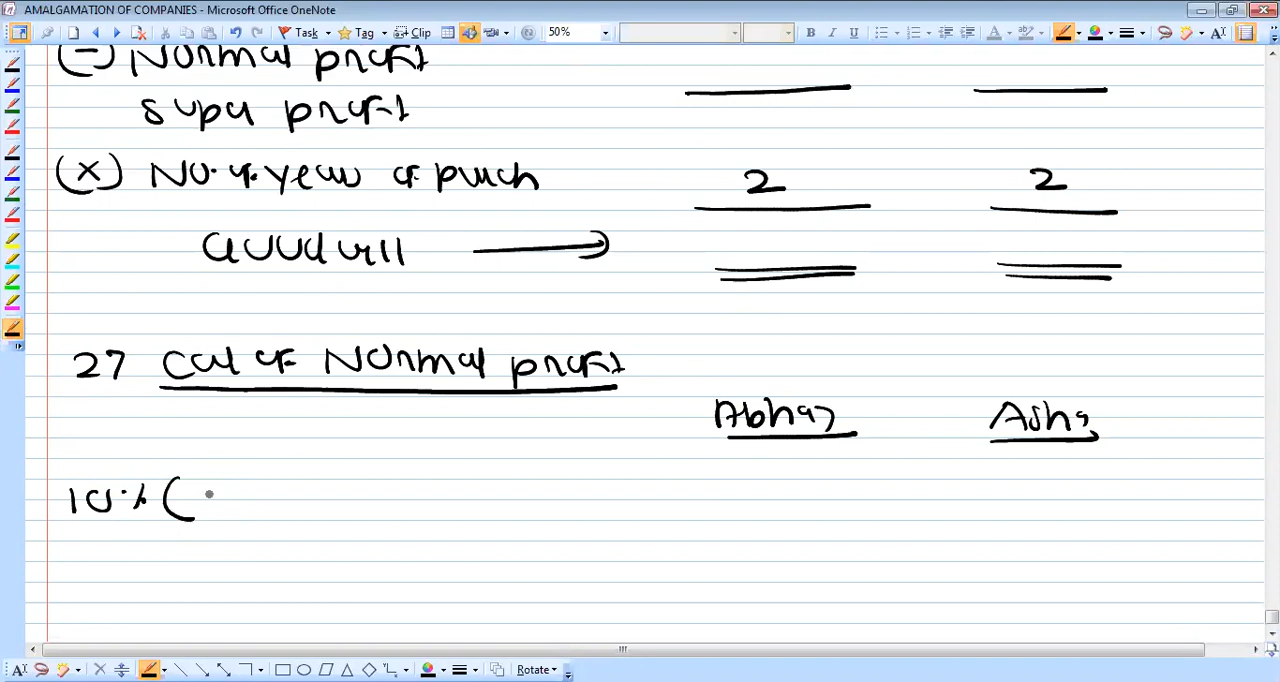 AMALGAMATION OF COMPANIES - Microsoft Office OneNote
Task Tag Clip 50% B I U
(-) Normal profit
super profit
(X) No. of years of purch
2 2
Goodwill
27 Cal of Normal profit
Abhay Asha
10% (
Rotate